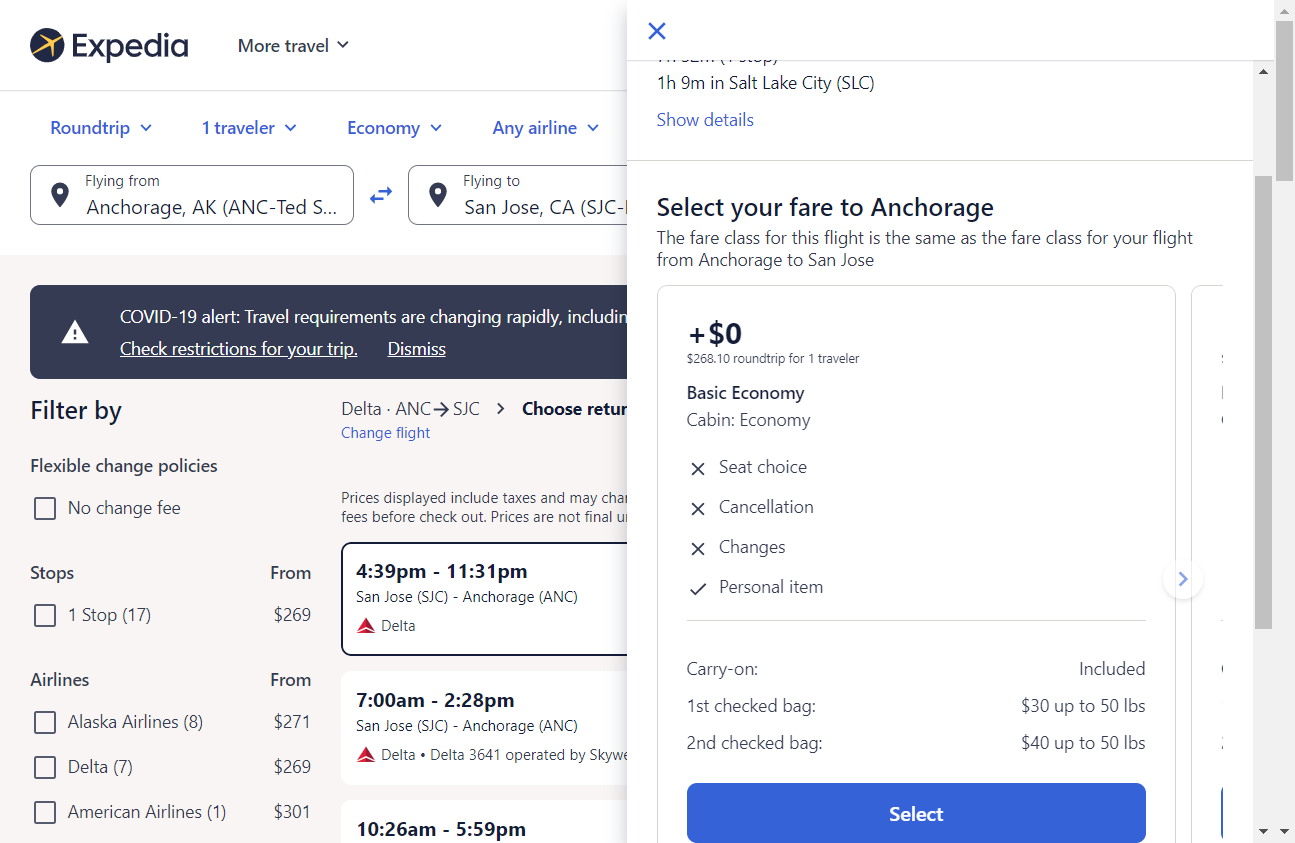 Expedia
More travel
Roundtrip
1 traveler
Economy
Any airline
Flying from
Anchorage, AK (ANC-Ted S...
Flying to
San Jose, CA (SJC-
COVID-19 alert: Travel requirements are changing rapidly, includin
Check restrictions for your trip. Dismiss
Filter by
Flexible change policies
No change fee
Stops From
1 Stop (17) $269
Airlines From
Alaska Airlines (8) $271
Delta (7) $269
American Airlines (1) $301
Delta · ANC→SJC > Choose retur
Change flight
Prices displayed include taxes and may chan
fees before check out. Prices are not final u
4:39pm - 11:31pm
San Jose (SJC) - Anchorage (ANC)
Delta
7:00am - 2:28pm
San Jose (SJC) - Anchorage (ANC)
Delta • Delta 3641 operated by Skywe
10:26am - 5:59pm
1h 9m in Salt Lake City (SLC)
Show details
Select your fare to Anchorage
The fare class for this flight is the same as the fare class for your flight
from Anchorage to San Jose
+$0
$268.10 roundtrip for 1 traveler
Basic Economy
Cabin: Economy
Seat choice
Cancellation
Changes
Personal item
Carry-on: Included
1st checked bag: $30 up to 50 lbs
2nd checked bag: $40 up to 50 lbs
Select